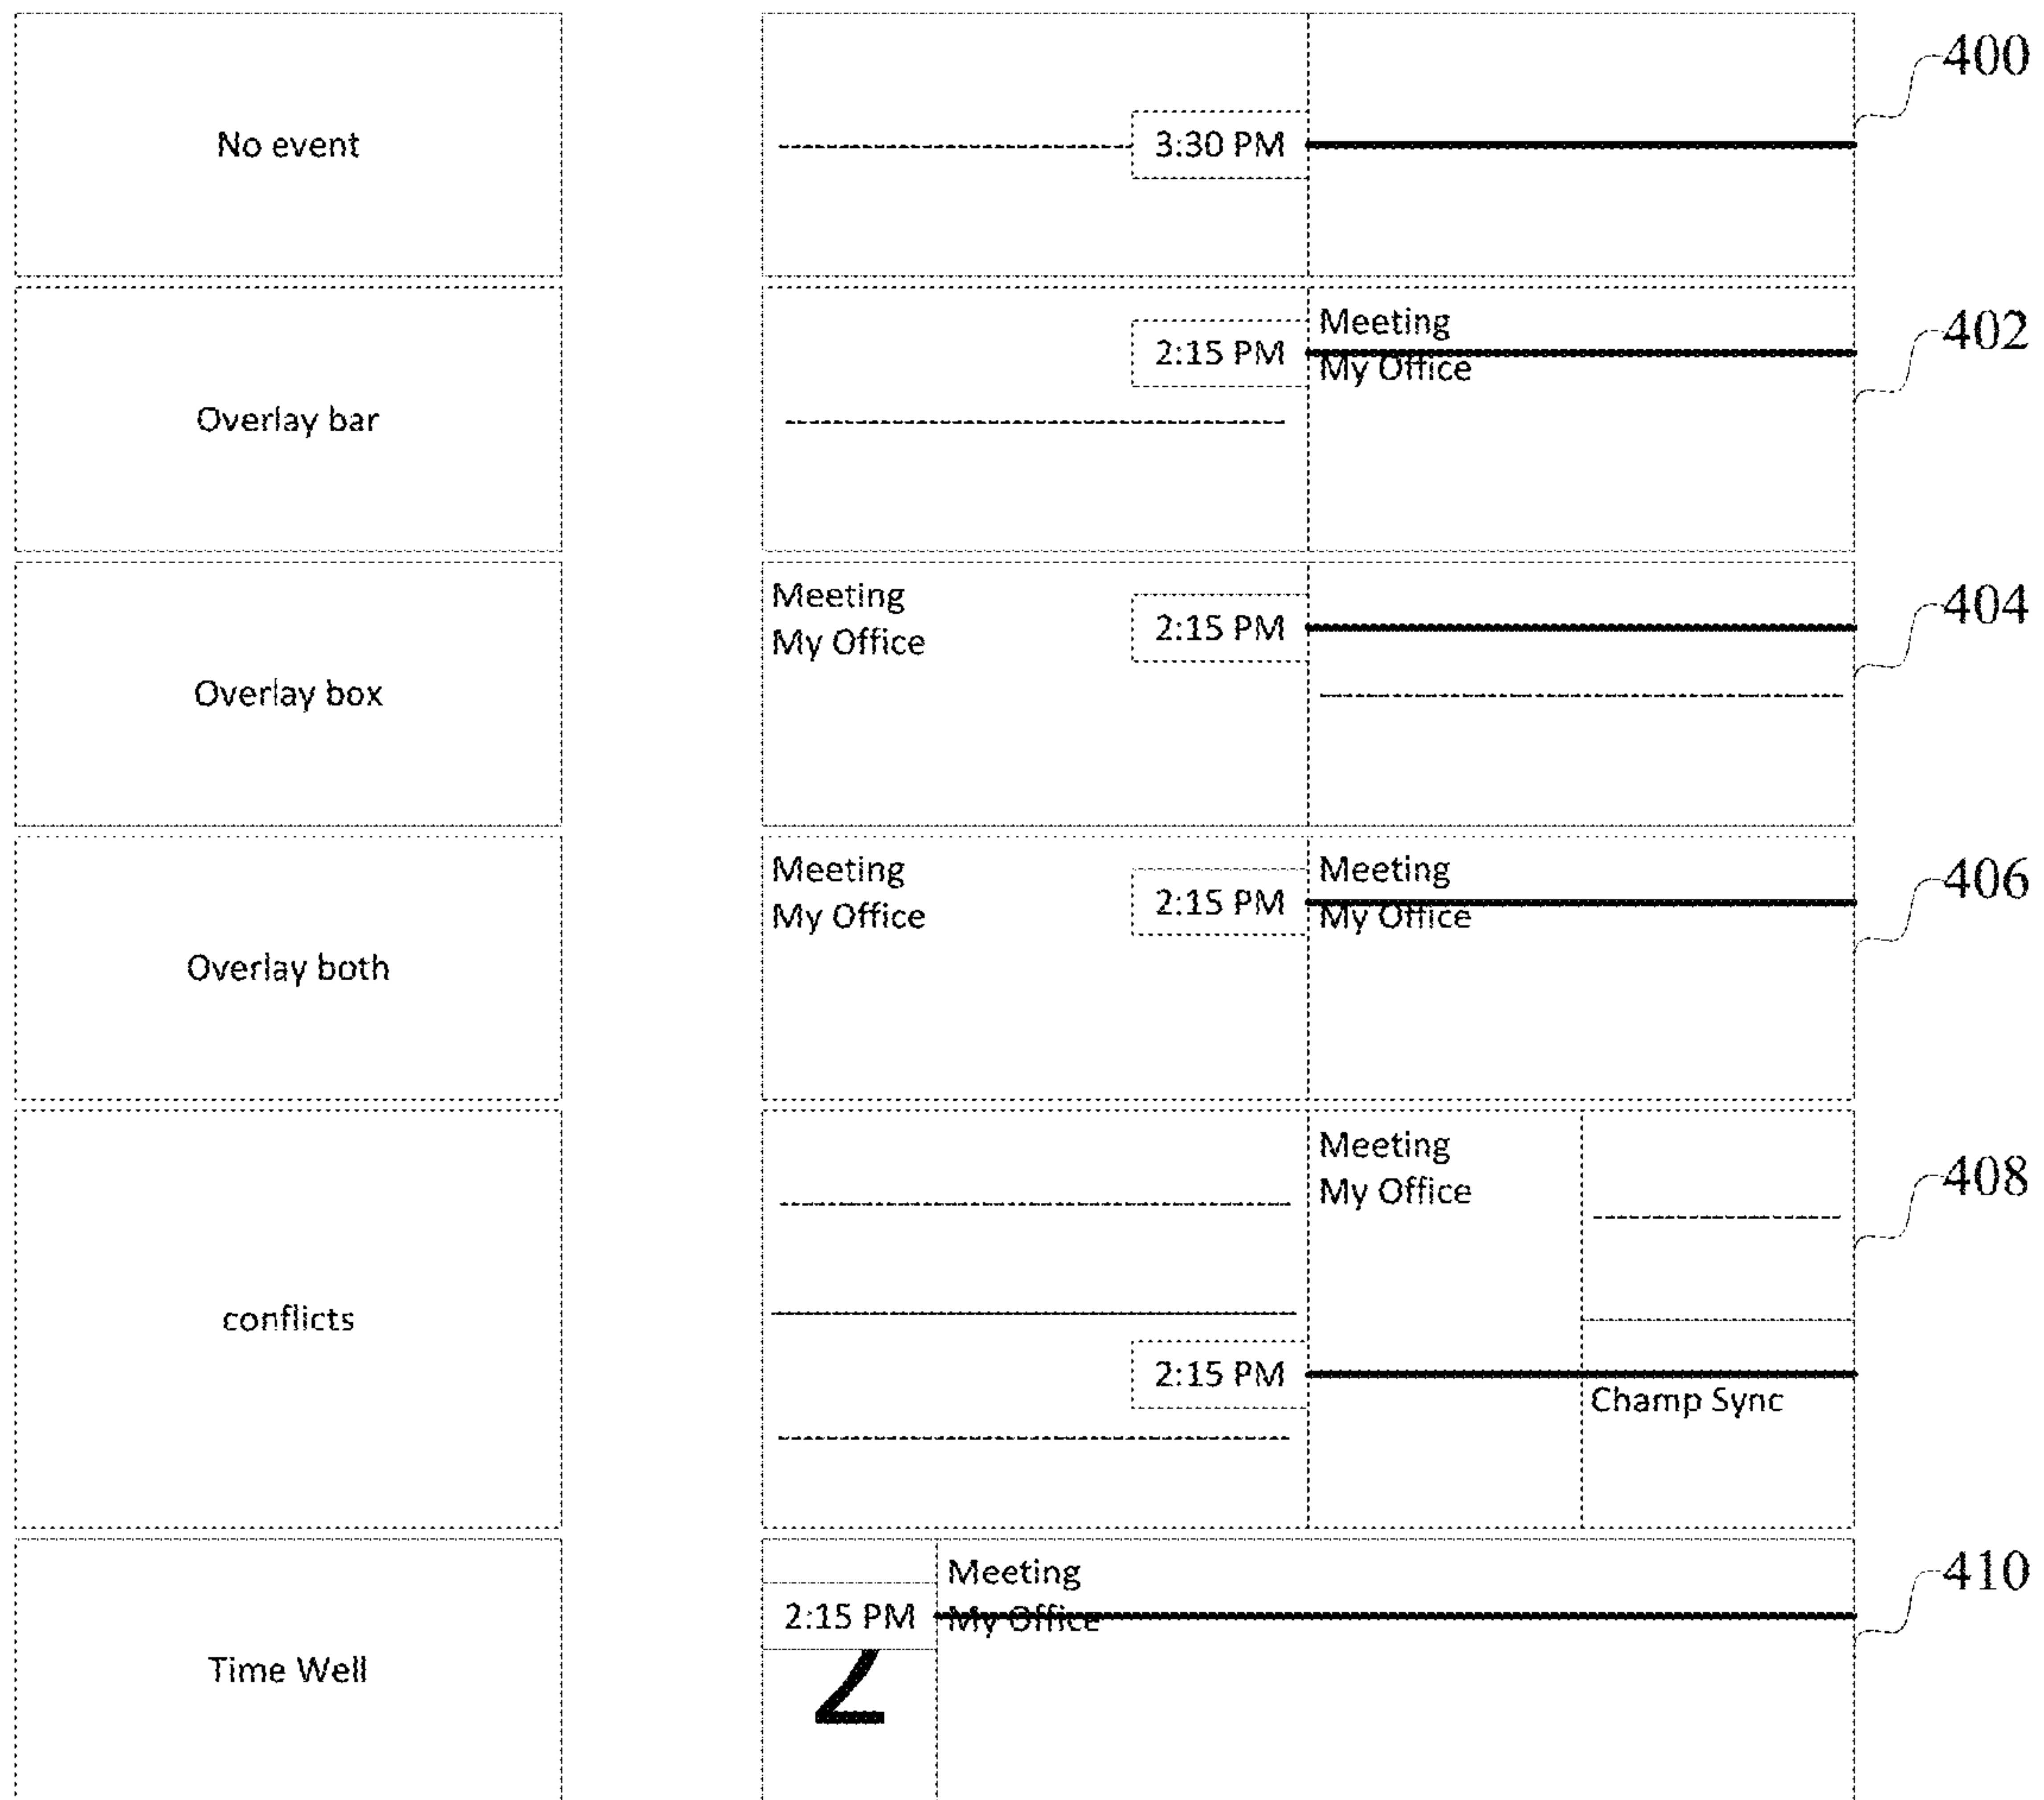 No event
3:30 PM
400
Overlay bar
Meeting
2:15 PM
My Office
402
Overlay box
Meeting
My Office
2:15 PM
404
Overlay both
Meeting
My Office
2:15 PM
Meeting
My Office
406
conflicts
Meeting
My Office
2:15 PM
Champ Sync
408
Time Well
2:15 PM
2
Meeting
My Office
410